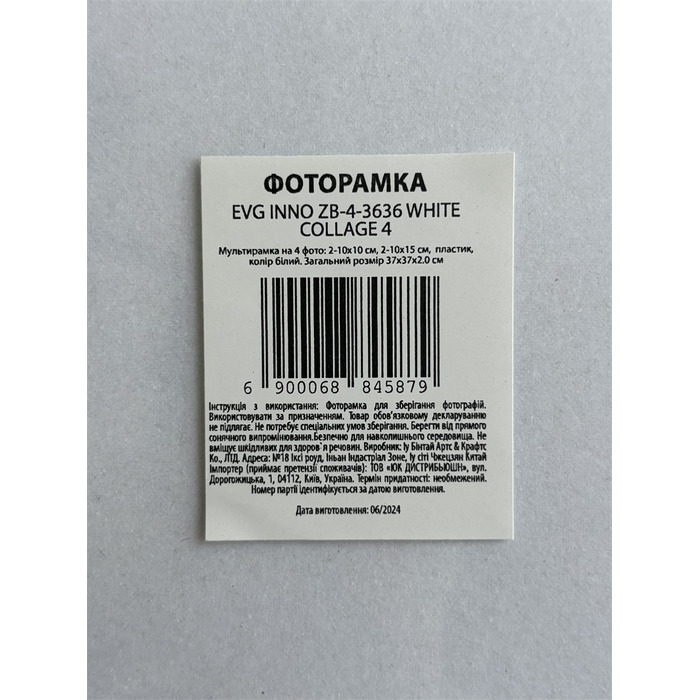 ФОТОРАМКА
EVG INNO ZB-4-3636 WHITE
COLLAGE 4
Мультирамка на 4 фото: 2-10х10 см, 2-10х15 см, пластик,
колір білий. Загальний розмір 37х37х2.0 см
6 900068 845879
Інструкція з використання: Фоторамка для зберігання фотографій.
Використовувати за призначенням. Товар обов'язковому декларуванню
не підлягає. Не потребує спеціальних умов зберігання. Берегти від прямого
сонячного випромінювання.Безпечно для навколишнього середовища. Не
вміщує шкідливих для здоров`я речовин. Виробник: Іу Бінтай Артс & Крафтс
Ко., ЛТД. Адреса: №18 Іксі роуд, Іньан Індастріал Зоне, Іу сіті Чжецзян Китай
Імпортер (приймає претензії споживачів): ТОВ «ЮК ДИСТРИБЬЮШН», вул.
Дорогожицька, 1, 04112, Київ, Україна. Термін придатності: необмежений.
Номер партії ідентифікується за датою виготовлення.
Дата виготовлення: 06/2024